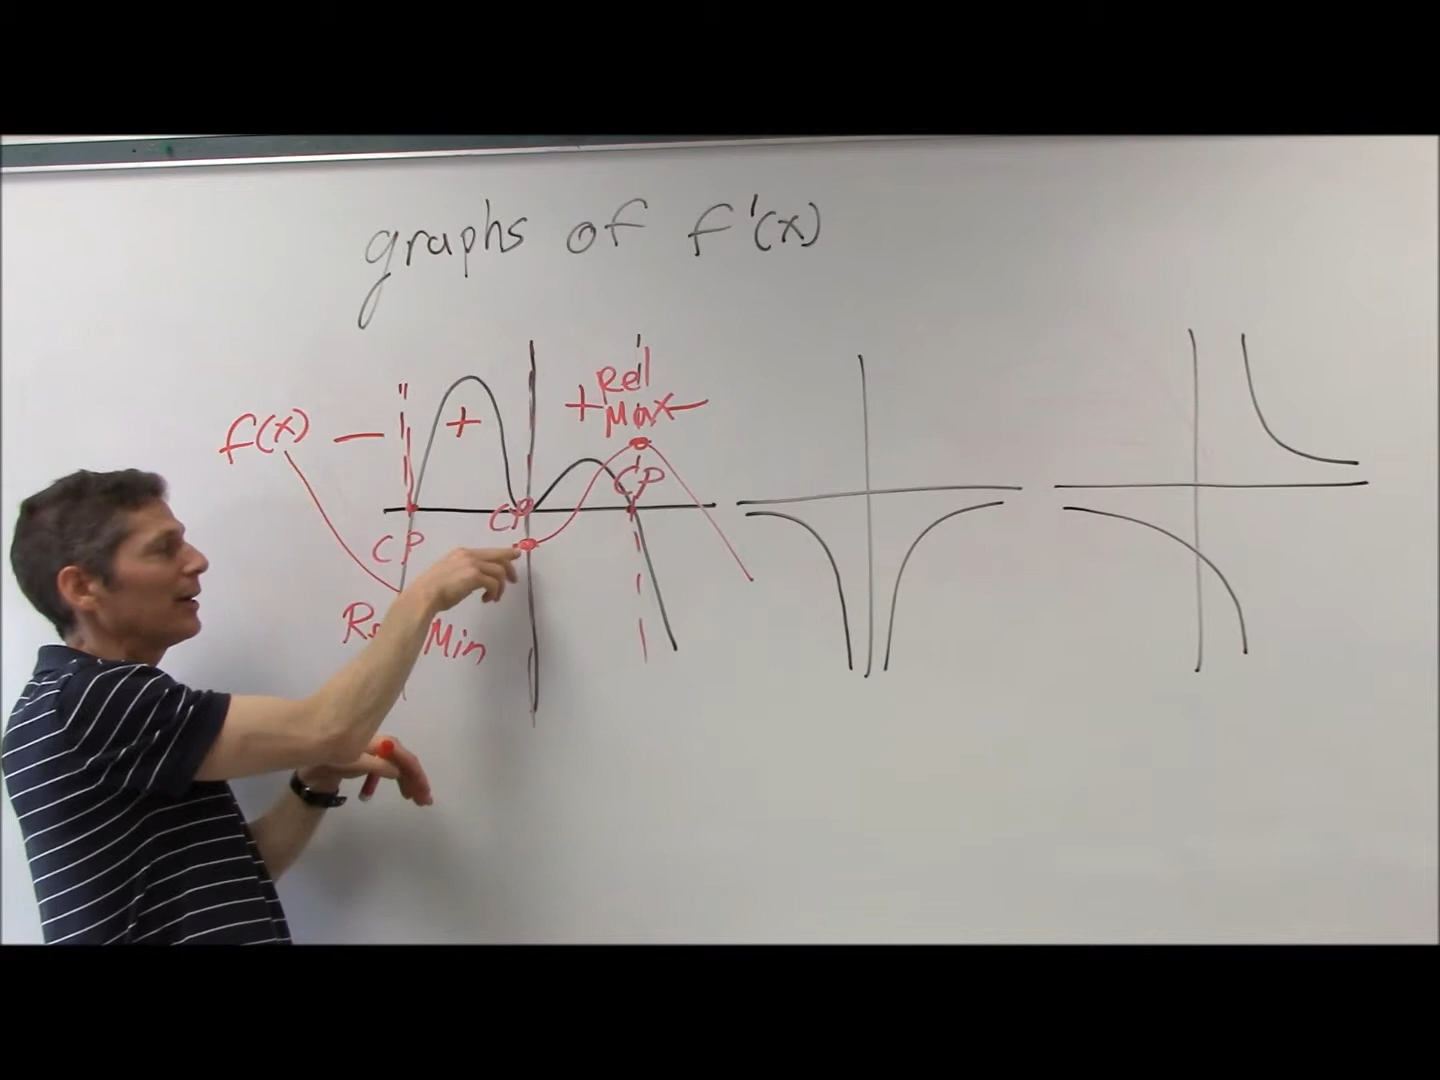 graphs of f'(x)
Rel
+ Max -
f(x) - +
CP
CP
CP
Min